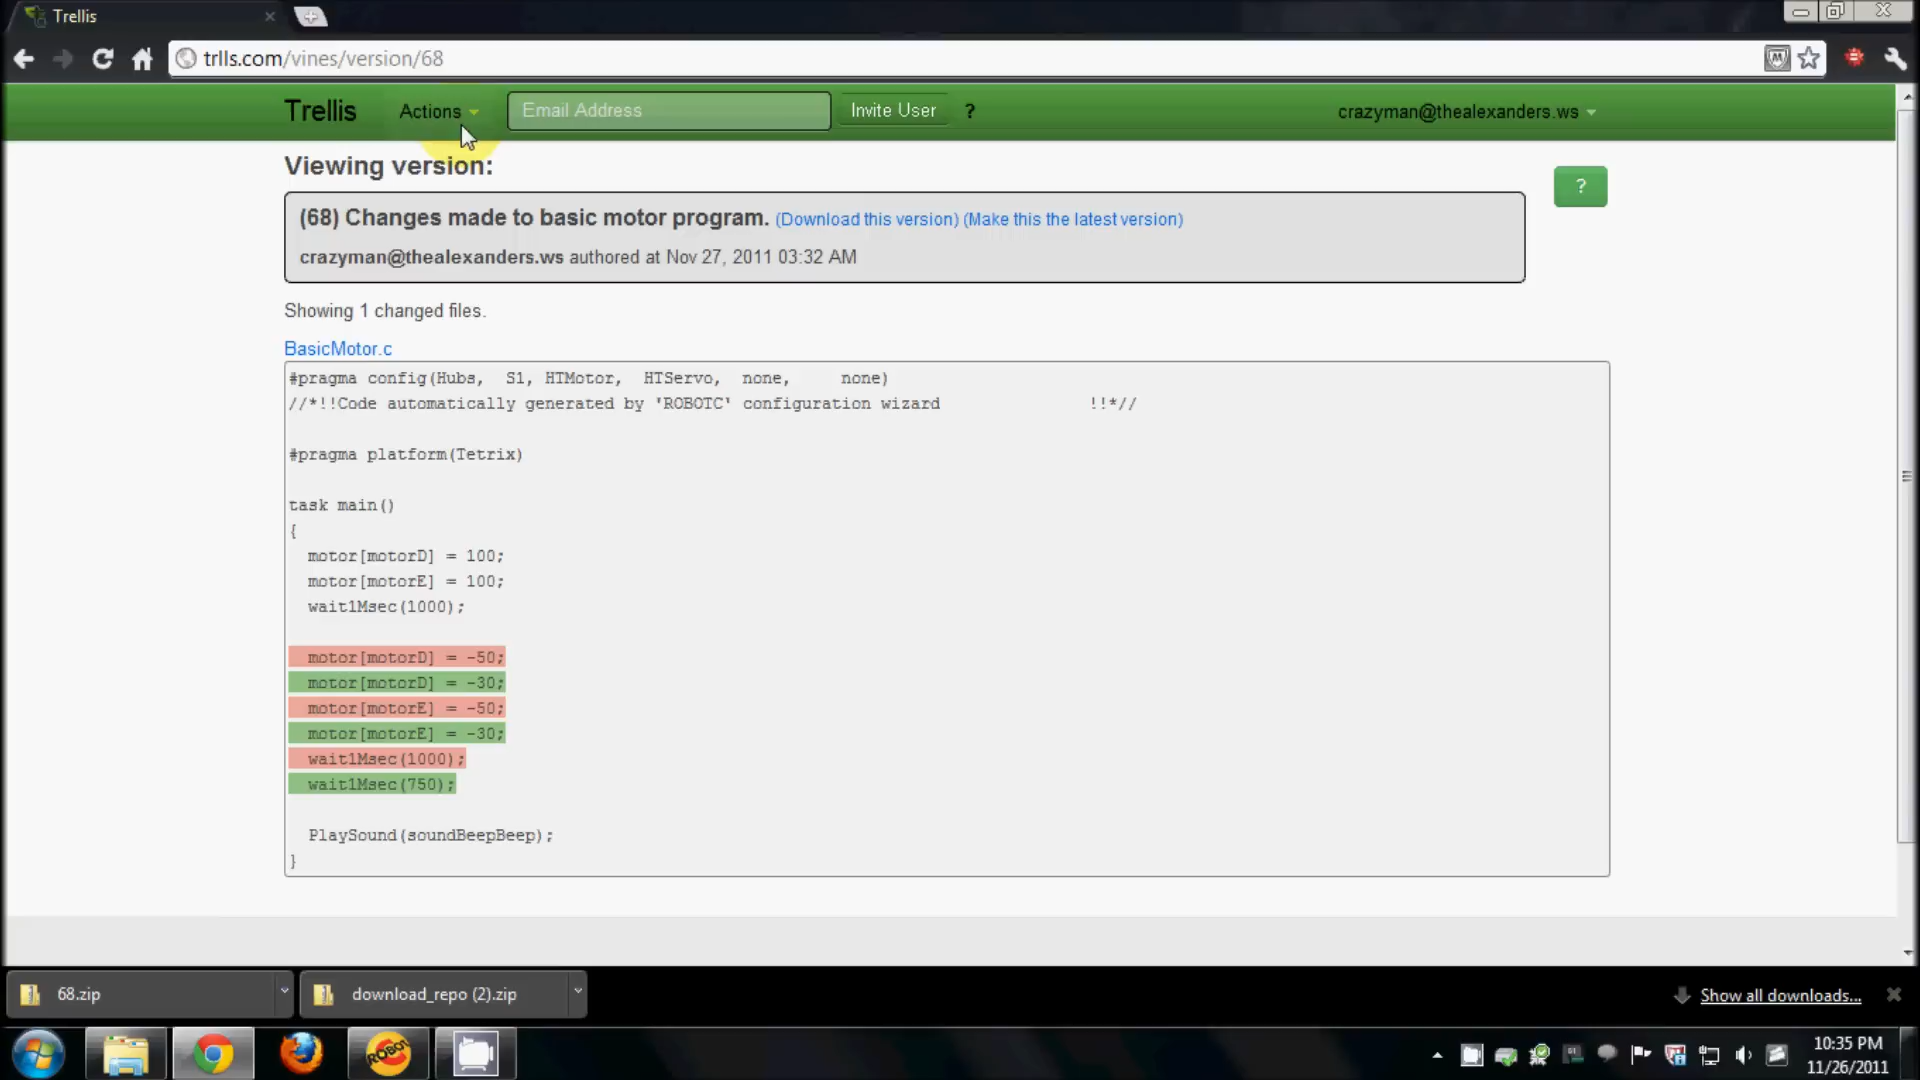 Trellis
trlls.com/vines/version/68
Trellis Actions Email Address Invite User ? crazyman@thealexanders.ws
Viewing version:
?
(68) Changes made to basic motor program. (Download this version) (Make this the latest version)
crazyman@thealexanders.ws authored at Nov 27, 2011 03:32 AM
Showing 1 changed files.
BasicMotor.c
#pragma config(Hubs, S1, HTMotor, HTServo, none, none)
//*!!Code automatically generated by 'ROBOTC' configuration wizard !!*//
#pragma platform(Tetrix)
task main()
{
motor[motorD] = 100;
motor[motorE] = 100;
wait1Msec(1000);
motor[motorD] = -50;
motor[motorD] = -30;
motor[motorE] = -50;
motor[motorE] = -30;
wait1Msec(1000);
wait1Msec(750);
PlaySound(soundBeepBeep);
}
68.zip download_repo (2).zip Show all downloads...
ROBOT
10:35 PM
11/26/2011